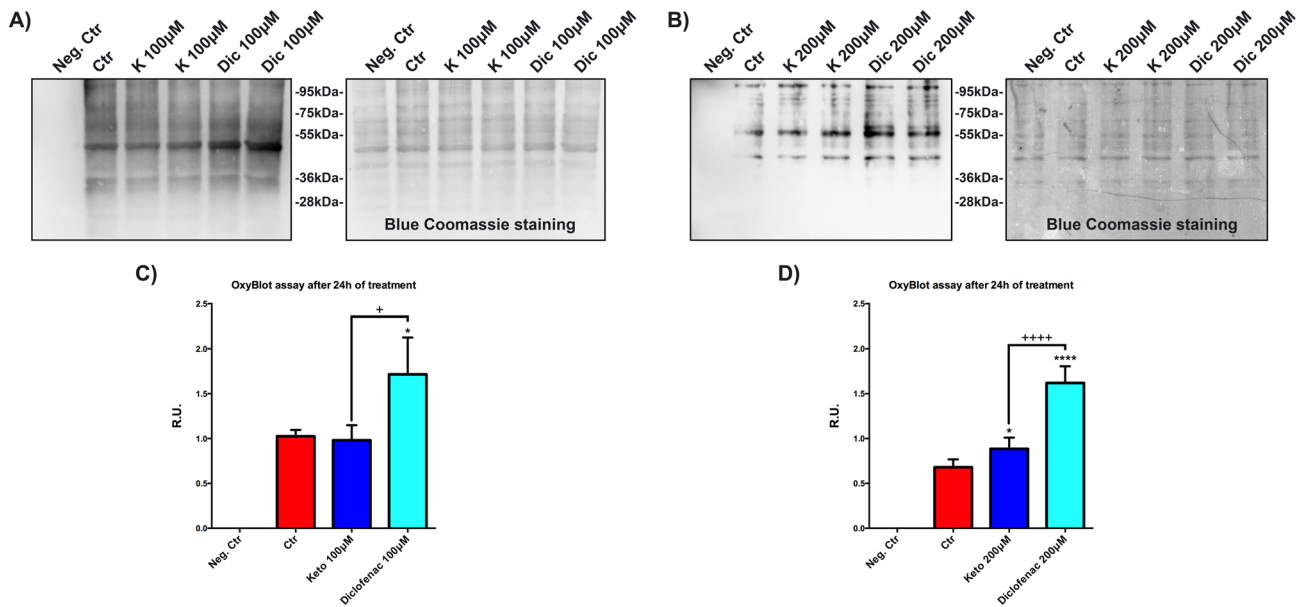 A)
Neg. Ctr
Ctr
K 100µM
K 100µM
Dic 100µM
Dic 100µM
-95kDa-
-75kDa-
-55kDa-
-36kDa-
-28kDa-
Neg. Ctr
Ctr
K 100µM
K 100µM
Dic 100µM
Dic 100µM
Blue Coomassie staining
B)
Neg. Ctr
Ctr
K 200µM
K 200µM
Dic 200µM
Dic 200µM
-95kDa-
-75kDa-
-55kDa-
-36kDa-
-28kDa-
Neg. Ctr
Ctr
K 200µM
K 200µM
Dic 200µM
Dic 200µM
Blue Coomassie staining
C)
OxyBlot assay after 24h of treatment
R.U.
2.5
2.0
1.5
1.0
0.5
0.0
+
*
Neg. Ctr
Ctr
Keto 100µM
Diclofenac 100µM
D)
OxyBlot assay after 24h of treatment
R.U.
2.5
2.0
1.5
1.0
0.5
0.0
++++
****
*
Neg. Ctr
Ctr
Keto 200µM
Diclofenac 200µM